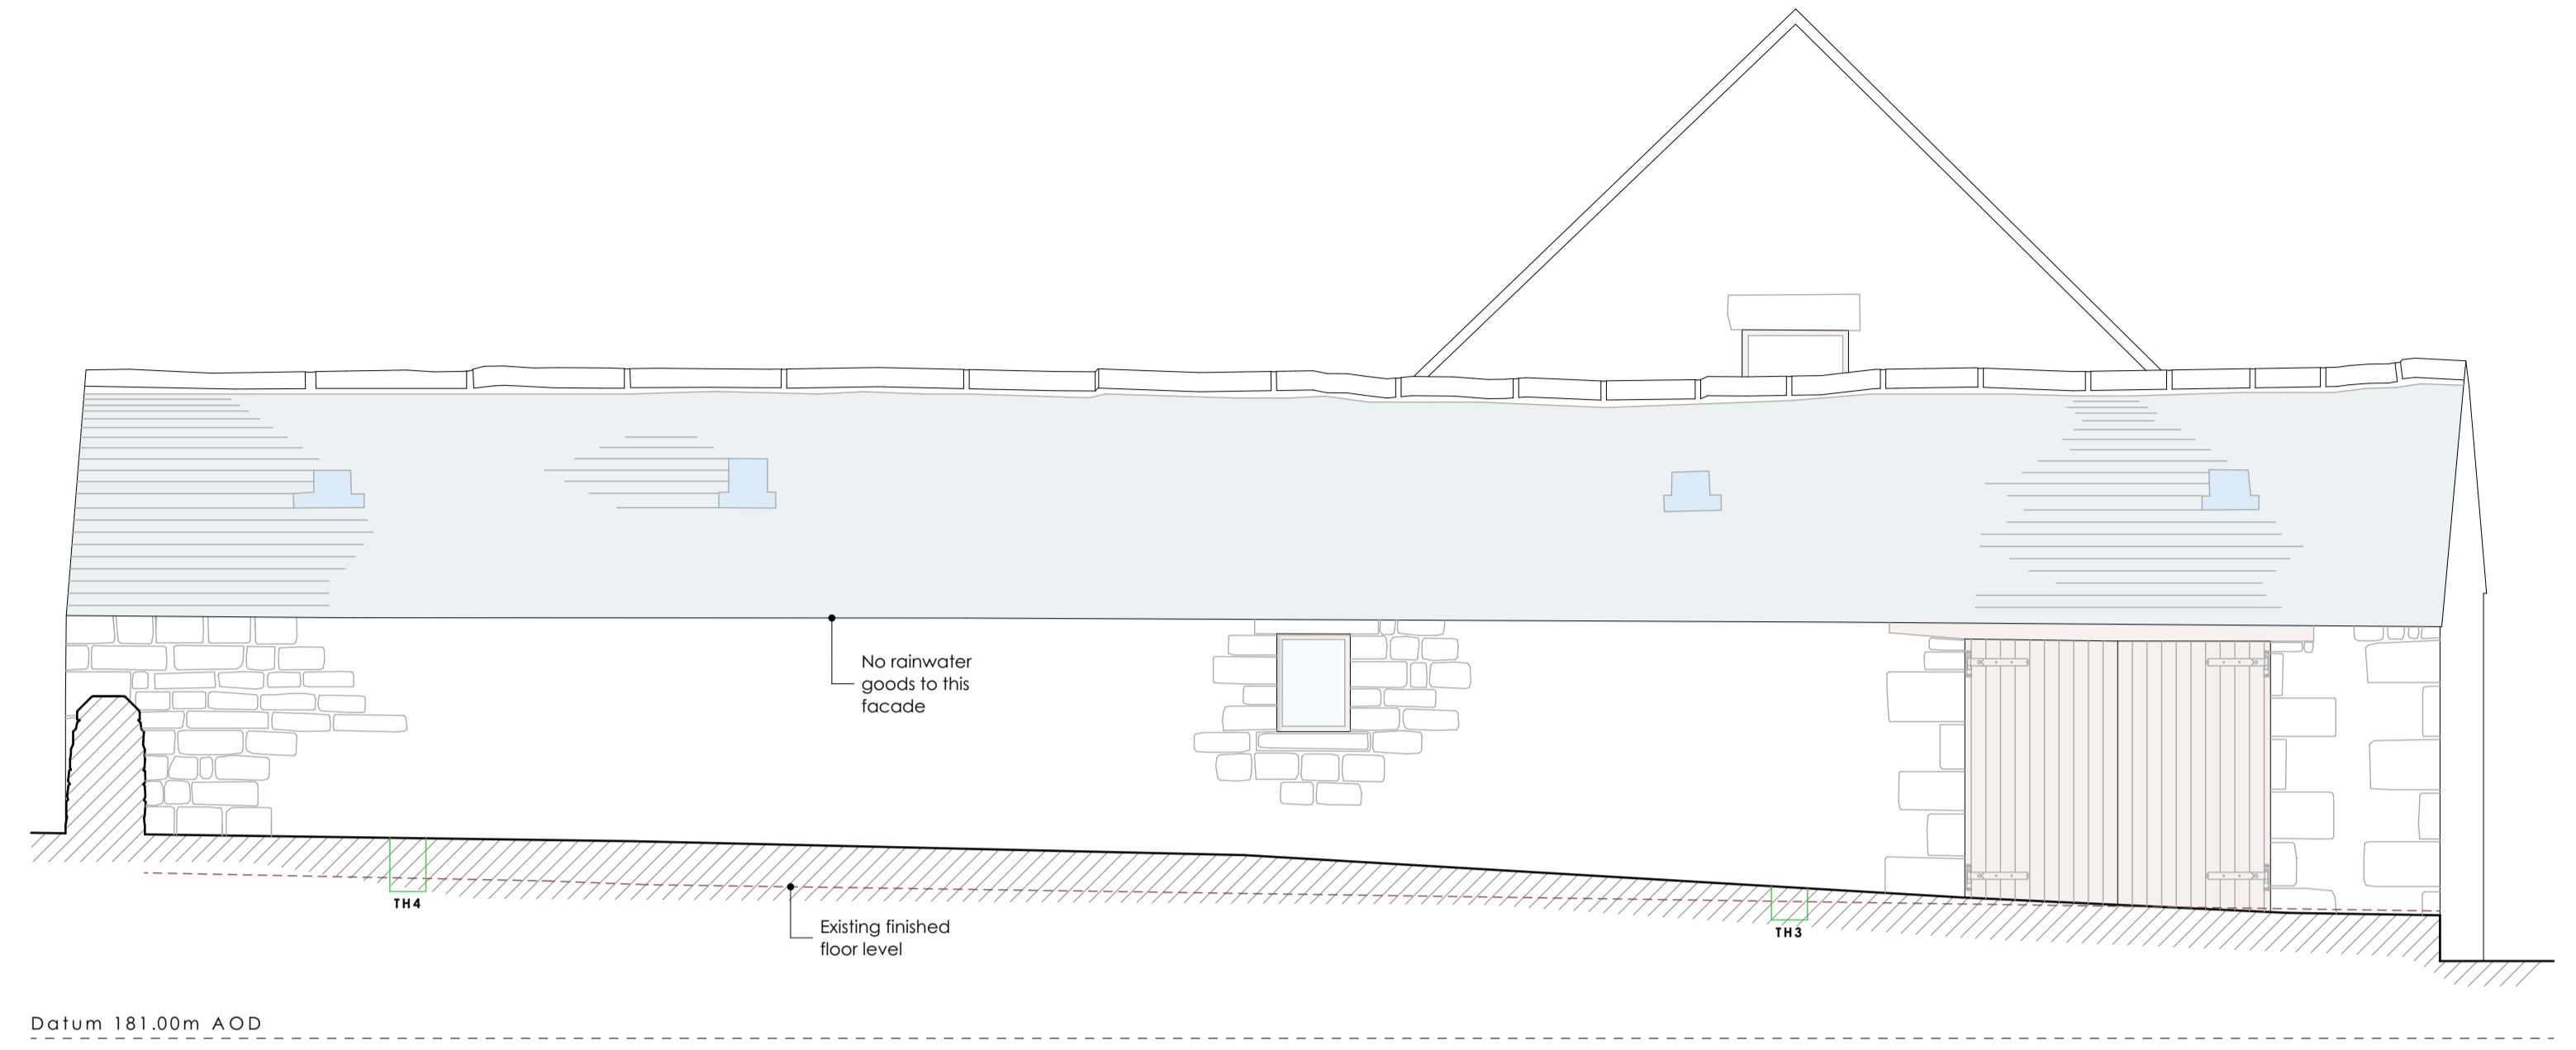 No rainwater
goods to this
facade
TH4
Existing finished
floor level
TH3
Datum 181.00m AOD